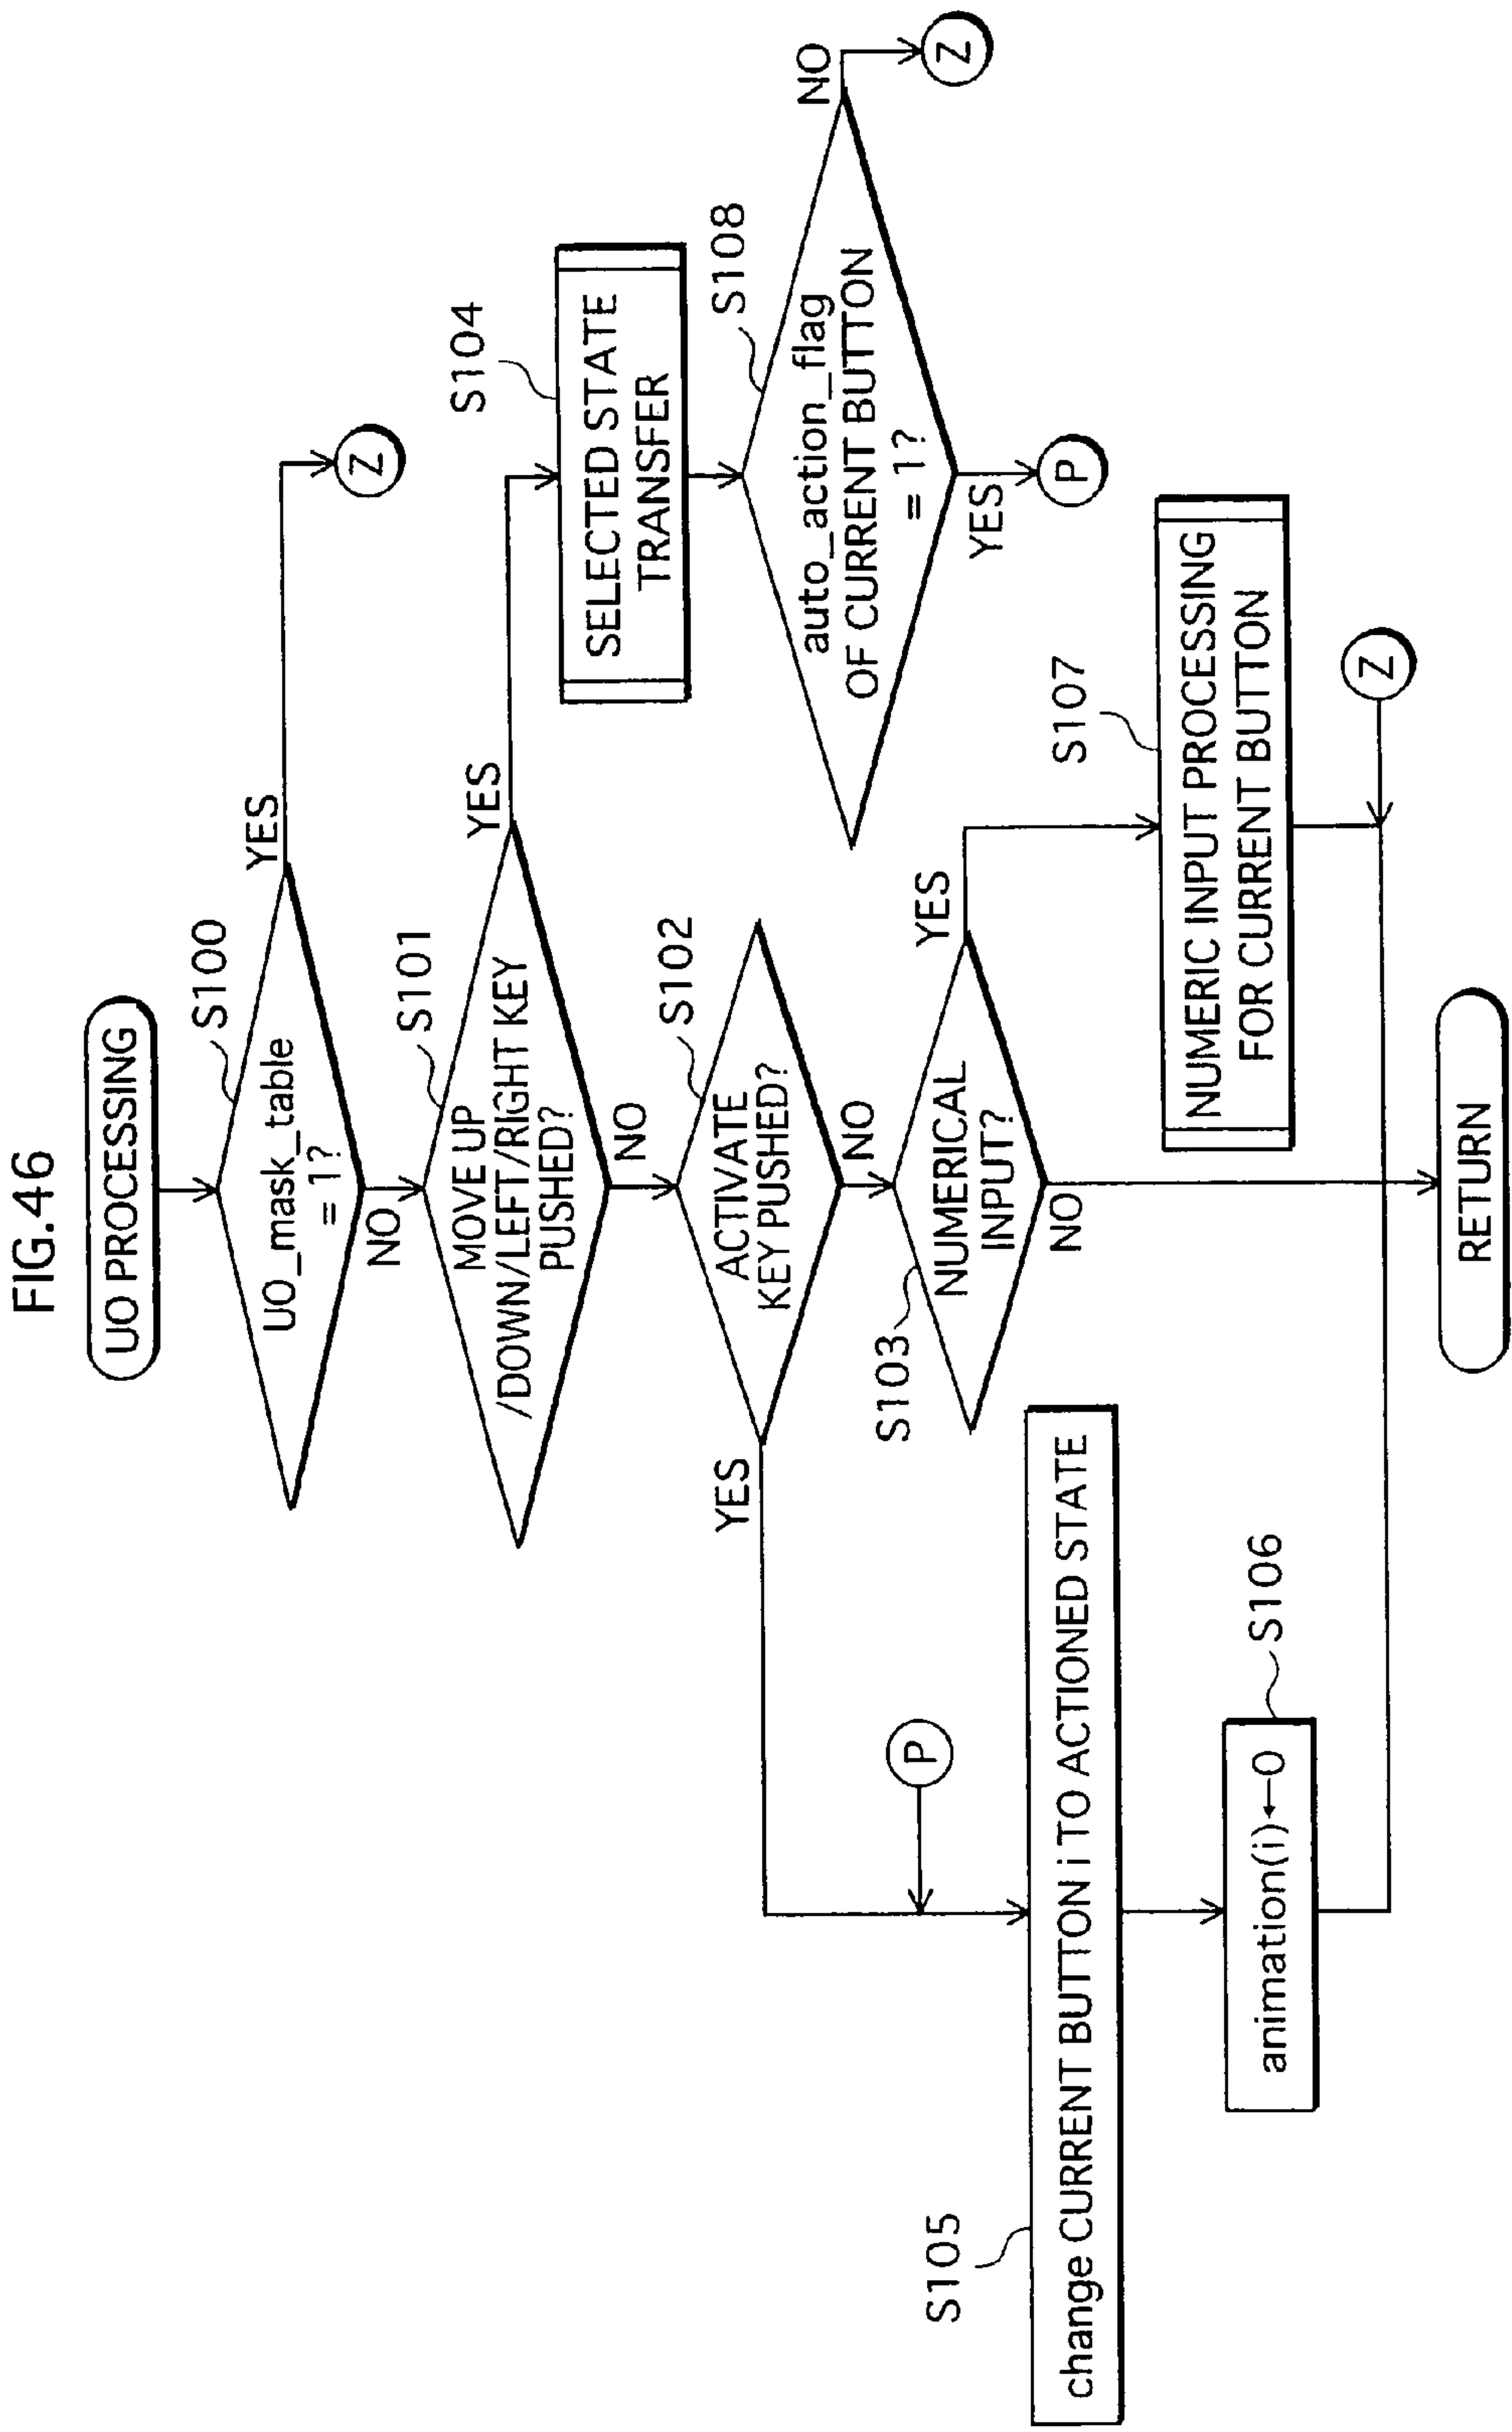 FIG.46
UO PROCESSING
S100
UO_mask_table
= 1?
YES
Z
NO
S101
MOVE UP
/DOWN/LEFT/RIGHT KEY
PUSHED?
YES
NO
S104
SELECTED STATE
TRANSFER
S102
ACTIVATE
KEY PUSHED?
YES
NO
S108
auto_action_flag
OF CURRENT BUTTON
= 1?
NO
Z
YES
P
S103
NUMERICAL
INPUT?
YES
NO
P
S105
change CURRENT BUTTON i TO ACTIONED STATE
S107
NUMERIC INPUT PROCESSING
FOR CURRENT BUTTON
S106
animation(i)←0
Z
RETURN